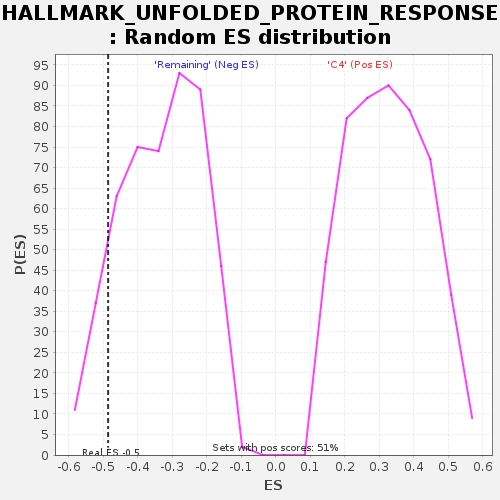 HALLMARK_UNFOLDED_PROTEIN_RESPONSE
: Random ES distribution
'Remaining' (Neg ES)
'C4' (Pos ES)
95
90
85
80
75
70
65
60
55
50
45
40
35
30
25
20
15
10
5
0
P(ES)
Real ES -0.5
Sets with pos scores: 51%
-0.6 -0.5 -0.4 -0.3 -0.2 -0.1 0.0 0.1 0.2 0.3 0.4 0.5 0.6
ES